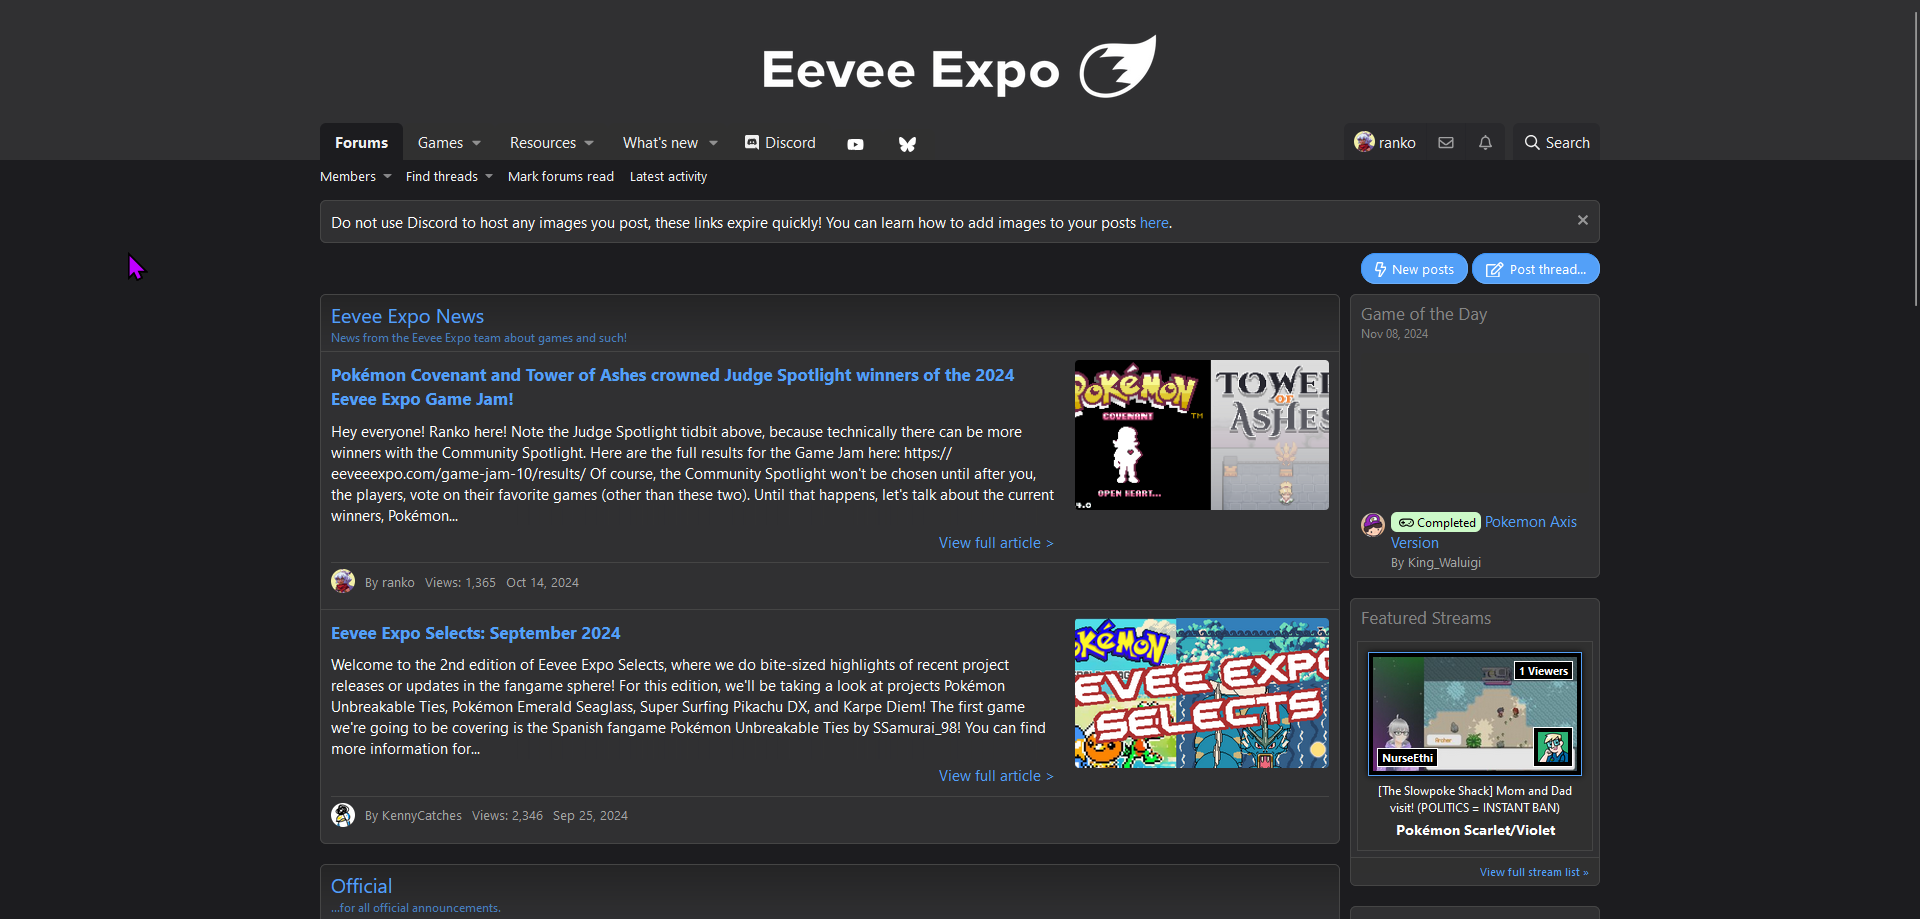 Eevee Expo
Forums
Games
Resources
What's new
Discord
ranko
Search
Members
Find threads
Mark forums read
Latest activity
Do not use Discord to host any images you post, these links expire quickly! You can learn how to add images to your posts here.
New posts
Post thread...
Eevee Expo News
News from the Eevee Expo team about games and such!
Pokémon Covenant and Tower of Ashes crowned Judge Spotlight winners of the 2024
Eevee Expo Game Jam!
Hey everyone! Ranko here! Note the Judge Spotlight tidbit above, because technically there can be more
winners with the Community Spotlight. Here are the full results for the Game Jam here: https://
eeveeexpo.com/game-jam-10/results/ Of course, the Community Spotlight won't be chosen until after you,
the players, vote on their favorite games (other than these two). Until that happens, let's talk about the current
winners, Pokémon...
View full article >
By ranko Views: 1,365 Oct 14, 2024
POKéMON
TM
COVENANT
OPEN HEART...
TOWER
OF
ASHES
Eevee Expo Selects: September 2024
Welcome to the 2nd edition of Eevee Expo Selects, where we do bite-sized highlights of recent project
releases or updates in the fangame sphere! For this edition, we'll be taking a look at projects Pokémon
Unbreakable Ties, Pokémon Emerald Seaglass, Super Surfing Pikachu DX, and Karpe Diem! The first game
we're going to be covering is the Spanish fangame Pokémon Unbreakable Ties by SSamurai_98! You can find
more information for...
View full article >
By KennyCatches Views: 2,346 Sep 25, 2024
POKéMON
EVEE EXPO
SELECTS
Official
...for all official announcements.
Game of the Day
Nov 08, 2024
Completed Pokemon Axis
Version
By King_Waluigi
Featured Streams
1 Viewers
Archer
NurseEthi
[The Slowpoke Shack] Mom and Dad
visit! (POLITICS = INSTANT BAN)
Pokémon Scarlet/Violet
View full stream list »